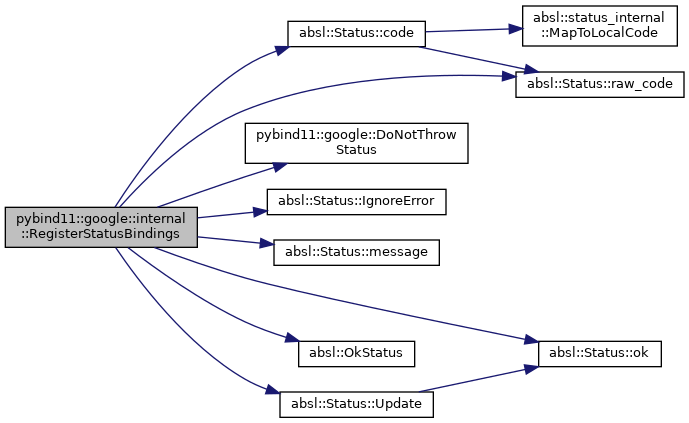 absl::Status::code
absl::status_internal
::MapToLocalCode
absl::Status::raw_code
pybind11::google::DoNotThrow
Status
absl::Status::IgnoreError
pybind11::google::internal
::RegisterStatusBindings
absl::Status::message
absl::OkStatus
absl::Status::ok
absl::Status::Update